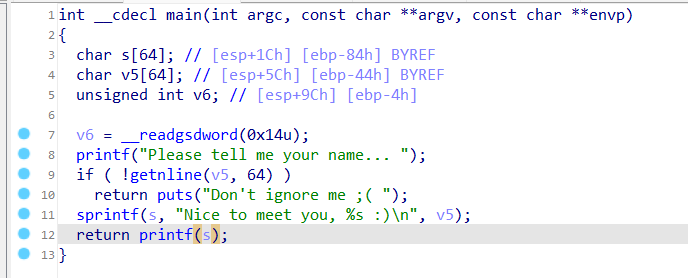 1 int __cdecl main(int argc, const char **argv, const char **envp)
2 {
3 char s[64]; // [esp+1Ch] [ebp-84h] BYREF
4 char v5[64]; // [esp+5Ch] [ebp-44h] BYREF
5 unsigned int v6; // [esp+9Ch] [ebp-4h]
6
7 v6 = __readgsdword(0x14u);
8 printf("Please tell me your name... ");
9 if ( !getnline(v5, 64) )
10 return puts("Don't ignore me ;( ");
11 sprintf(s, "Nice to meet you, %s :)\n", v5);
12 return printf(s);
13 }